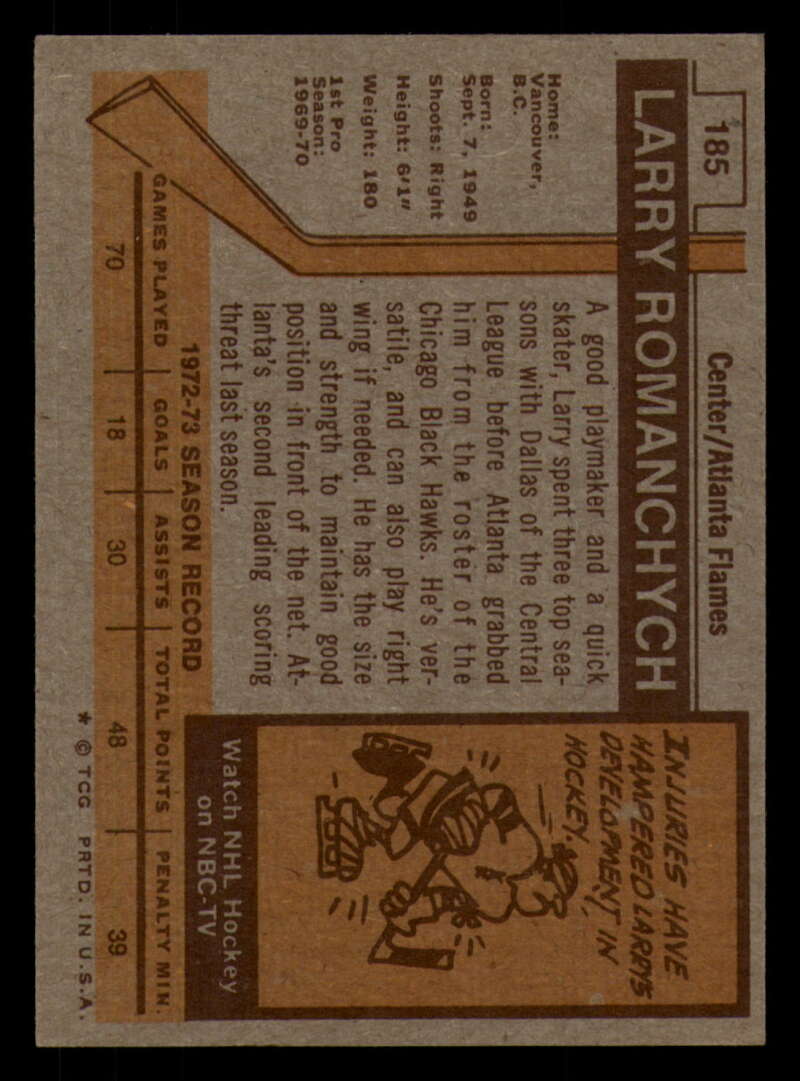 185
Center/Atlanta Flames
LARRY ROMANCHYCH
Home:
Vancouver,
B.C.
Born:
Sept. 7, 1949
Shoots: Right
Height: 6'1"
Weight: 180
1st Pro
Season:
1969-70
A good playmaker and a quick
skater, Larry spent three top sea-
sons with Dallas of the Central
League before Atlanta grabbed
him from the roster of the
Chicago Black Hawks. He's ver-
satile, and can also play right
wing if needed. He has the size
and strength to maintain good
position in front of the net. At-
lanta's second leading scoring
threat last season.
INJURIES HAVE
HAMPERED LARRY'S
DEVELOPMENT IN
HOCKEY.
Watch NHL Hockey
on NBC-TV
1972-73 SEASON RECORD
GAMES PLAYED GOALS ASSISTS TOTAL POINTS PENALTY MIN.
70 18 30 48 39
* © TCG PRTD. IN U.S.A.